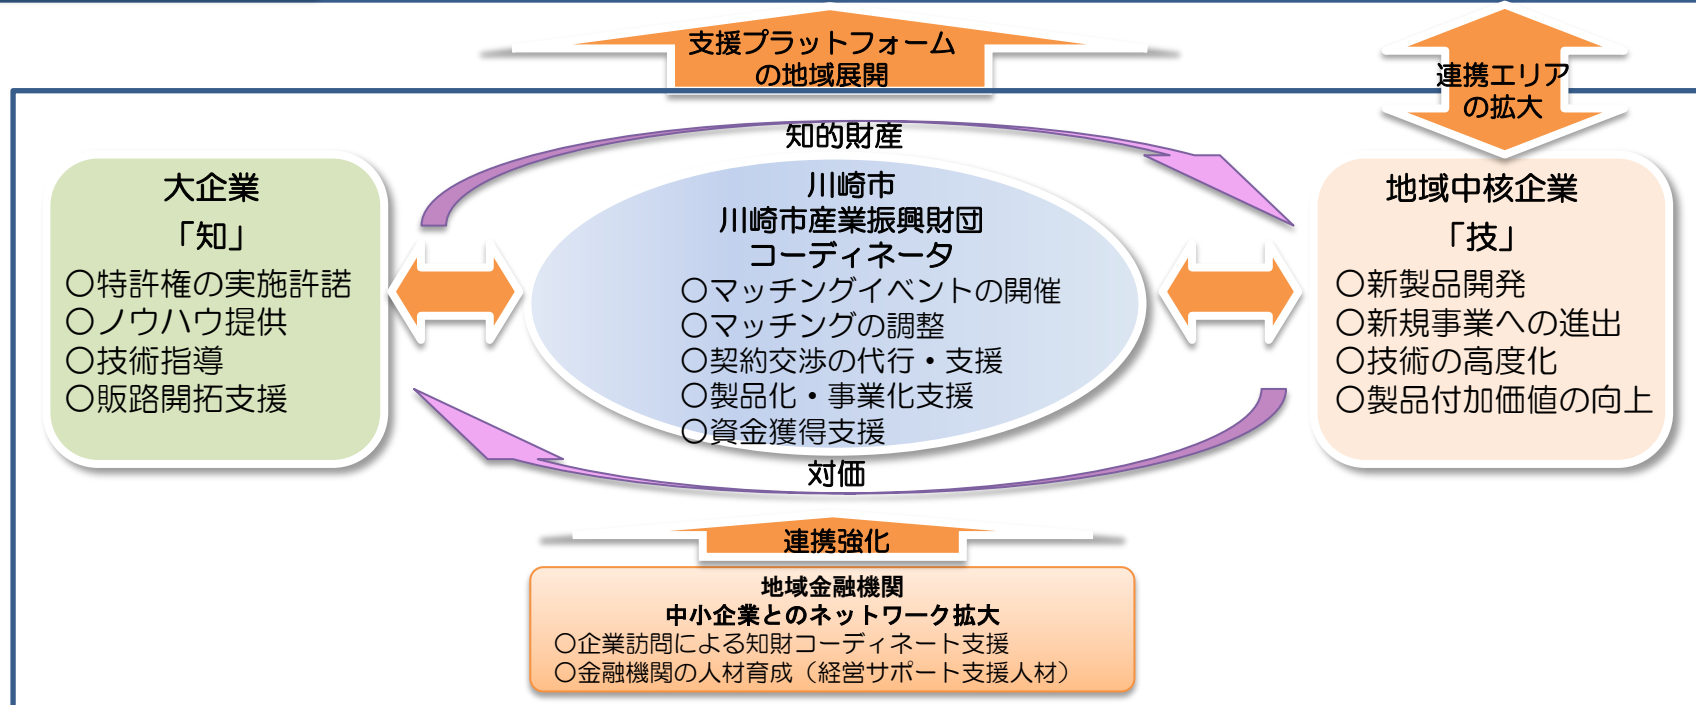 支援プラットフォーム
の地域展開
連携エリア
の拡大
知的財産
大企業
「知」
○特許権の実施許諾
○ノウハウ提供
○技術指導
○販路開拓支援
川崎市
川崎市産業振興財団
コーディネータ
○マッチングイベントの開催
○マッチングの調整
○契約交渉の代行・支援
○製品化・事業化支援
○資金獲得支援
地域中核企業
「技」
○新製品開発
○新規事業への進出
○技術の高度化
○製品付加価値の向上
対価
連携強化
地域金融機関
中小企業とのネットワーク拡大
○企業訪問による知財コーディネート支援
○金融機関の人材育成（経営サポート支援人材）